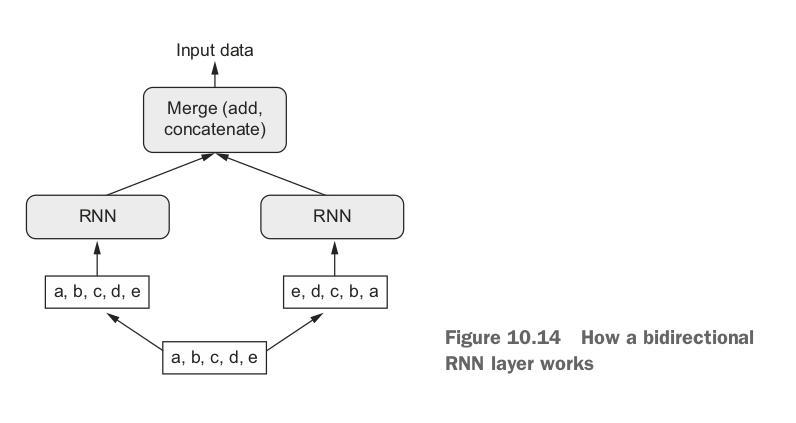 Input data
Merge (add,
concatenate)
RNN
RNN
a, b, c, d, e
e, d, c, b, a
a, b, c, d, e
Figure 10.14 How a bidirectional
RNN layer works